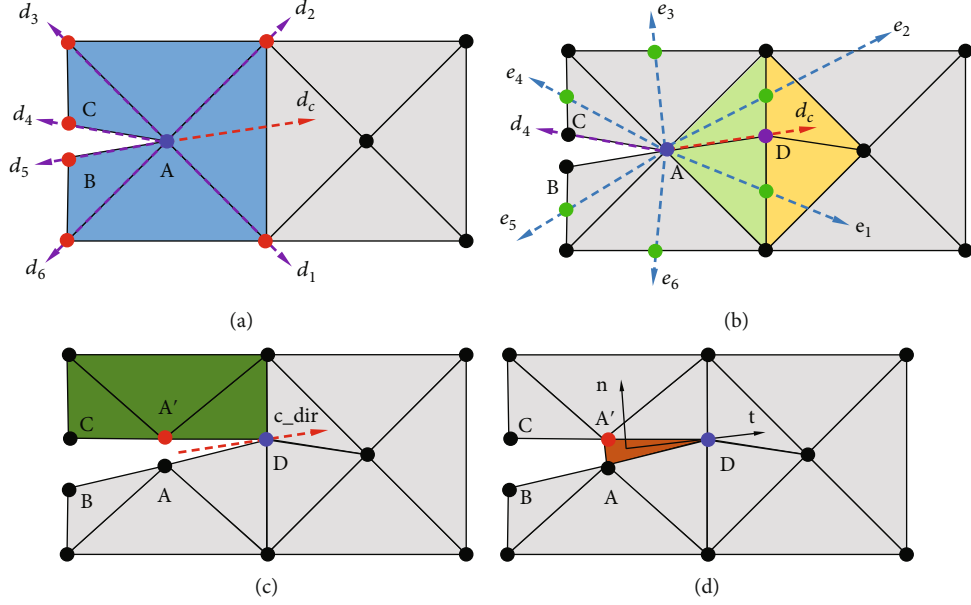 d3 d2 e3 e2
C dc e4 C
d4 d4 dc
d5 B A B A D
e5 e1
d6 d1 e6
(a) (b)
A′ c_dir n A′ t
C C
D D
B A B A
(c) (d)